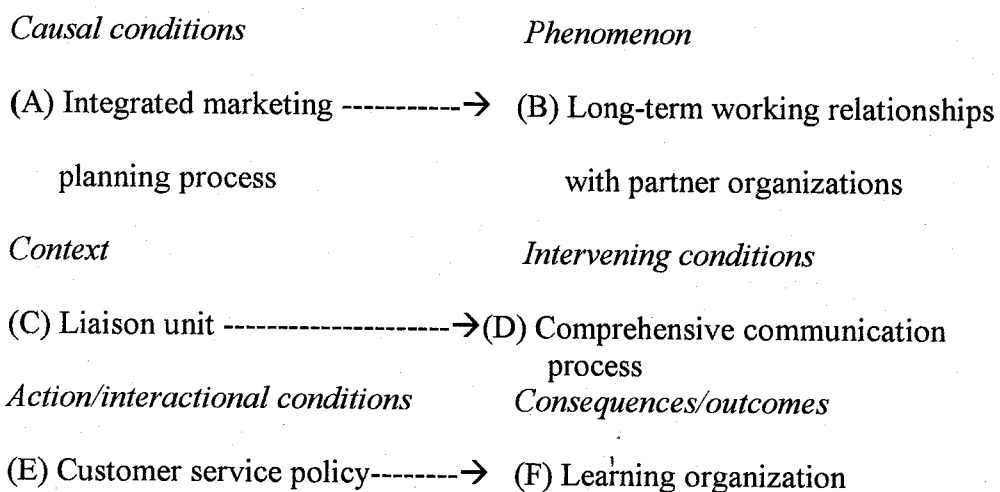 Causal conditions Phenomenon
(A) Integrated marketing -----------→ (B) Long-term working relationships
planning process with partner organizations
Context Intervening conditions
(C) Liaison unit ----------------------→(D) Comprehensive communication
process
Action/interactional conditions Consequences/outcomes
(E) Customer service policy--------→ (F) Learning organization